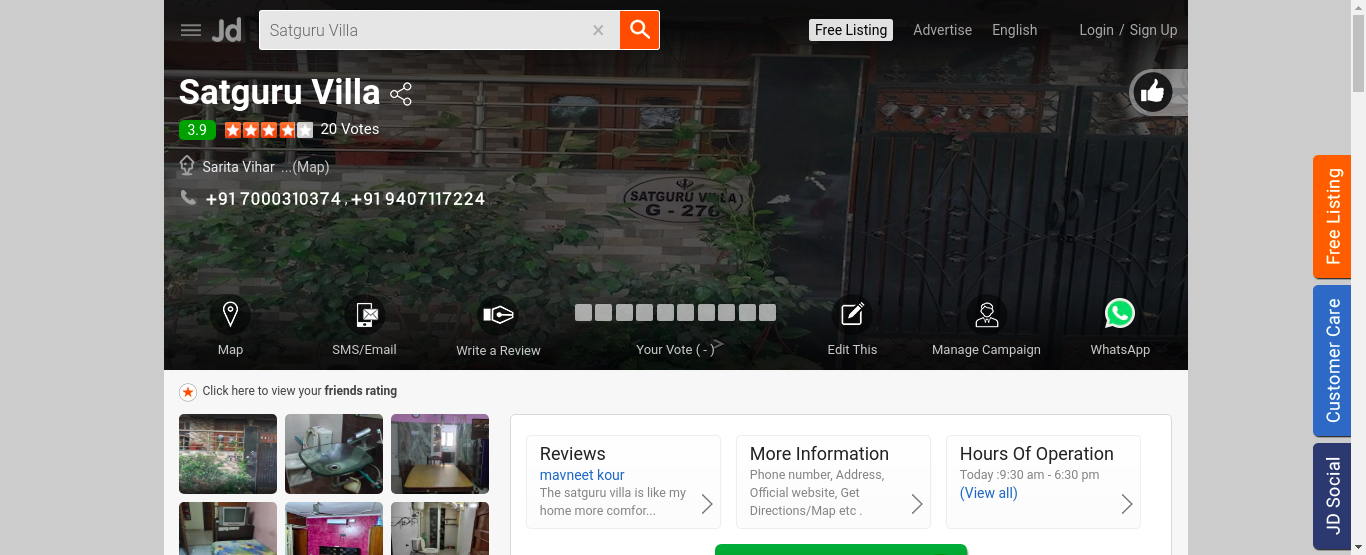 Jd
Satguru Villa
Free Listing
Advertise
English
Login / Sign Up
Satguru Villa
3.9
20 Votes
Sarita Vihar ...(Map)
+91 7000310374 , +91 9407117224
SATGURU VILLA
G - 276
Map
SMS/Email
Write a Review
Your Vote ( - )
Edit This
Manage Campaign
WhatsApp
Free Listing
Customer Care
JD Social
Click here to view your friends rating
Reviews
mavneet kour
The satguru villa is like my
home more comfor...
More Information
Phone number, Address,
Official website, Get
Directions/Map etc .
Hours Of Operation
Today :9:30 am - 6:30 pm
(View all)